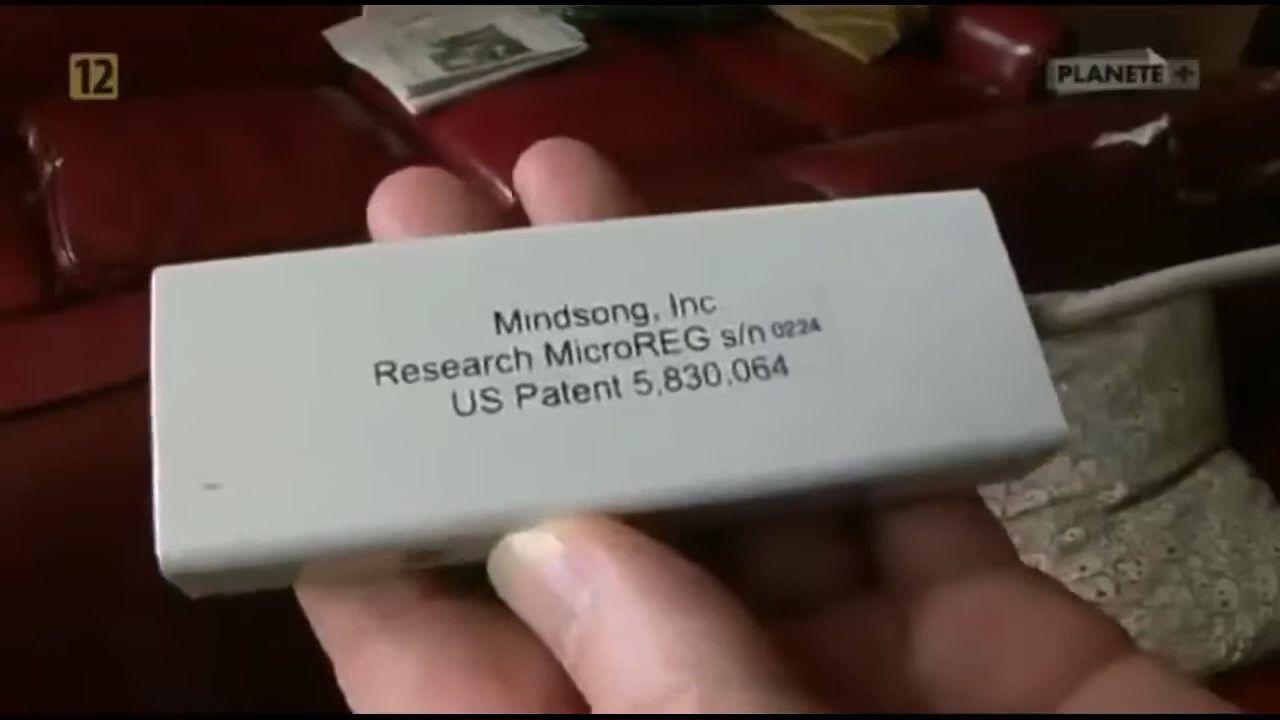 12
PLANETE +
Mindsong, Inc
Research MicroREG s/n 0224
US Patent 5,830,064